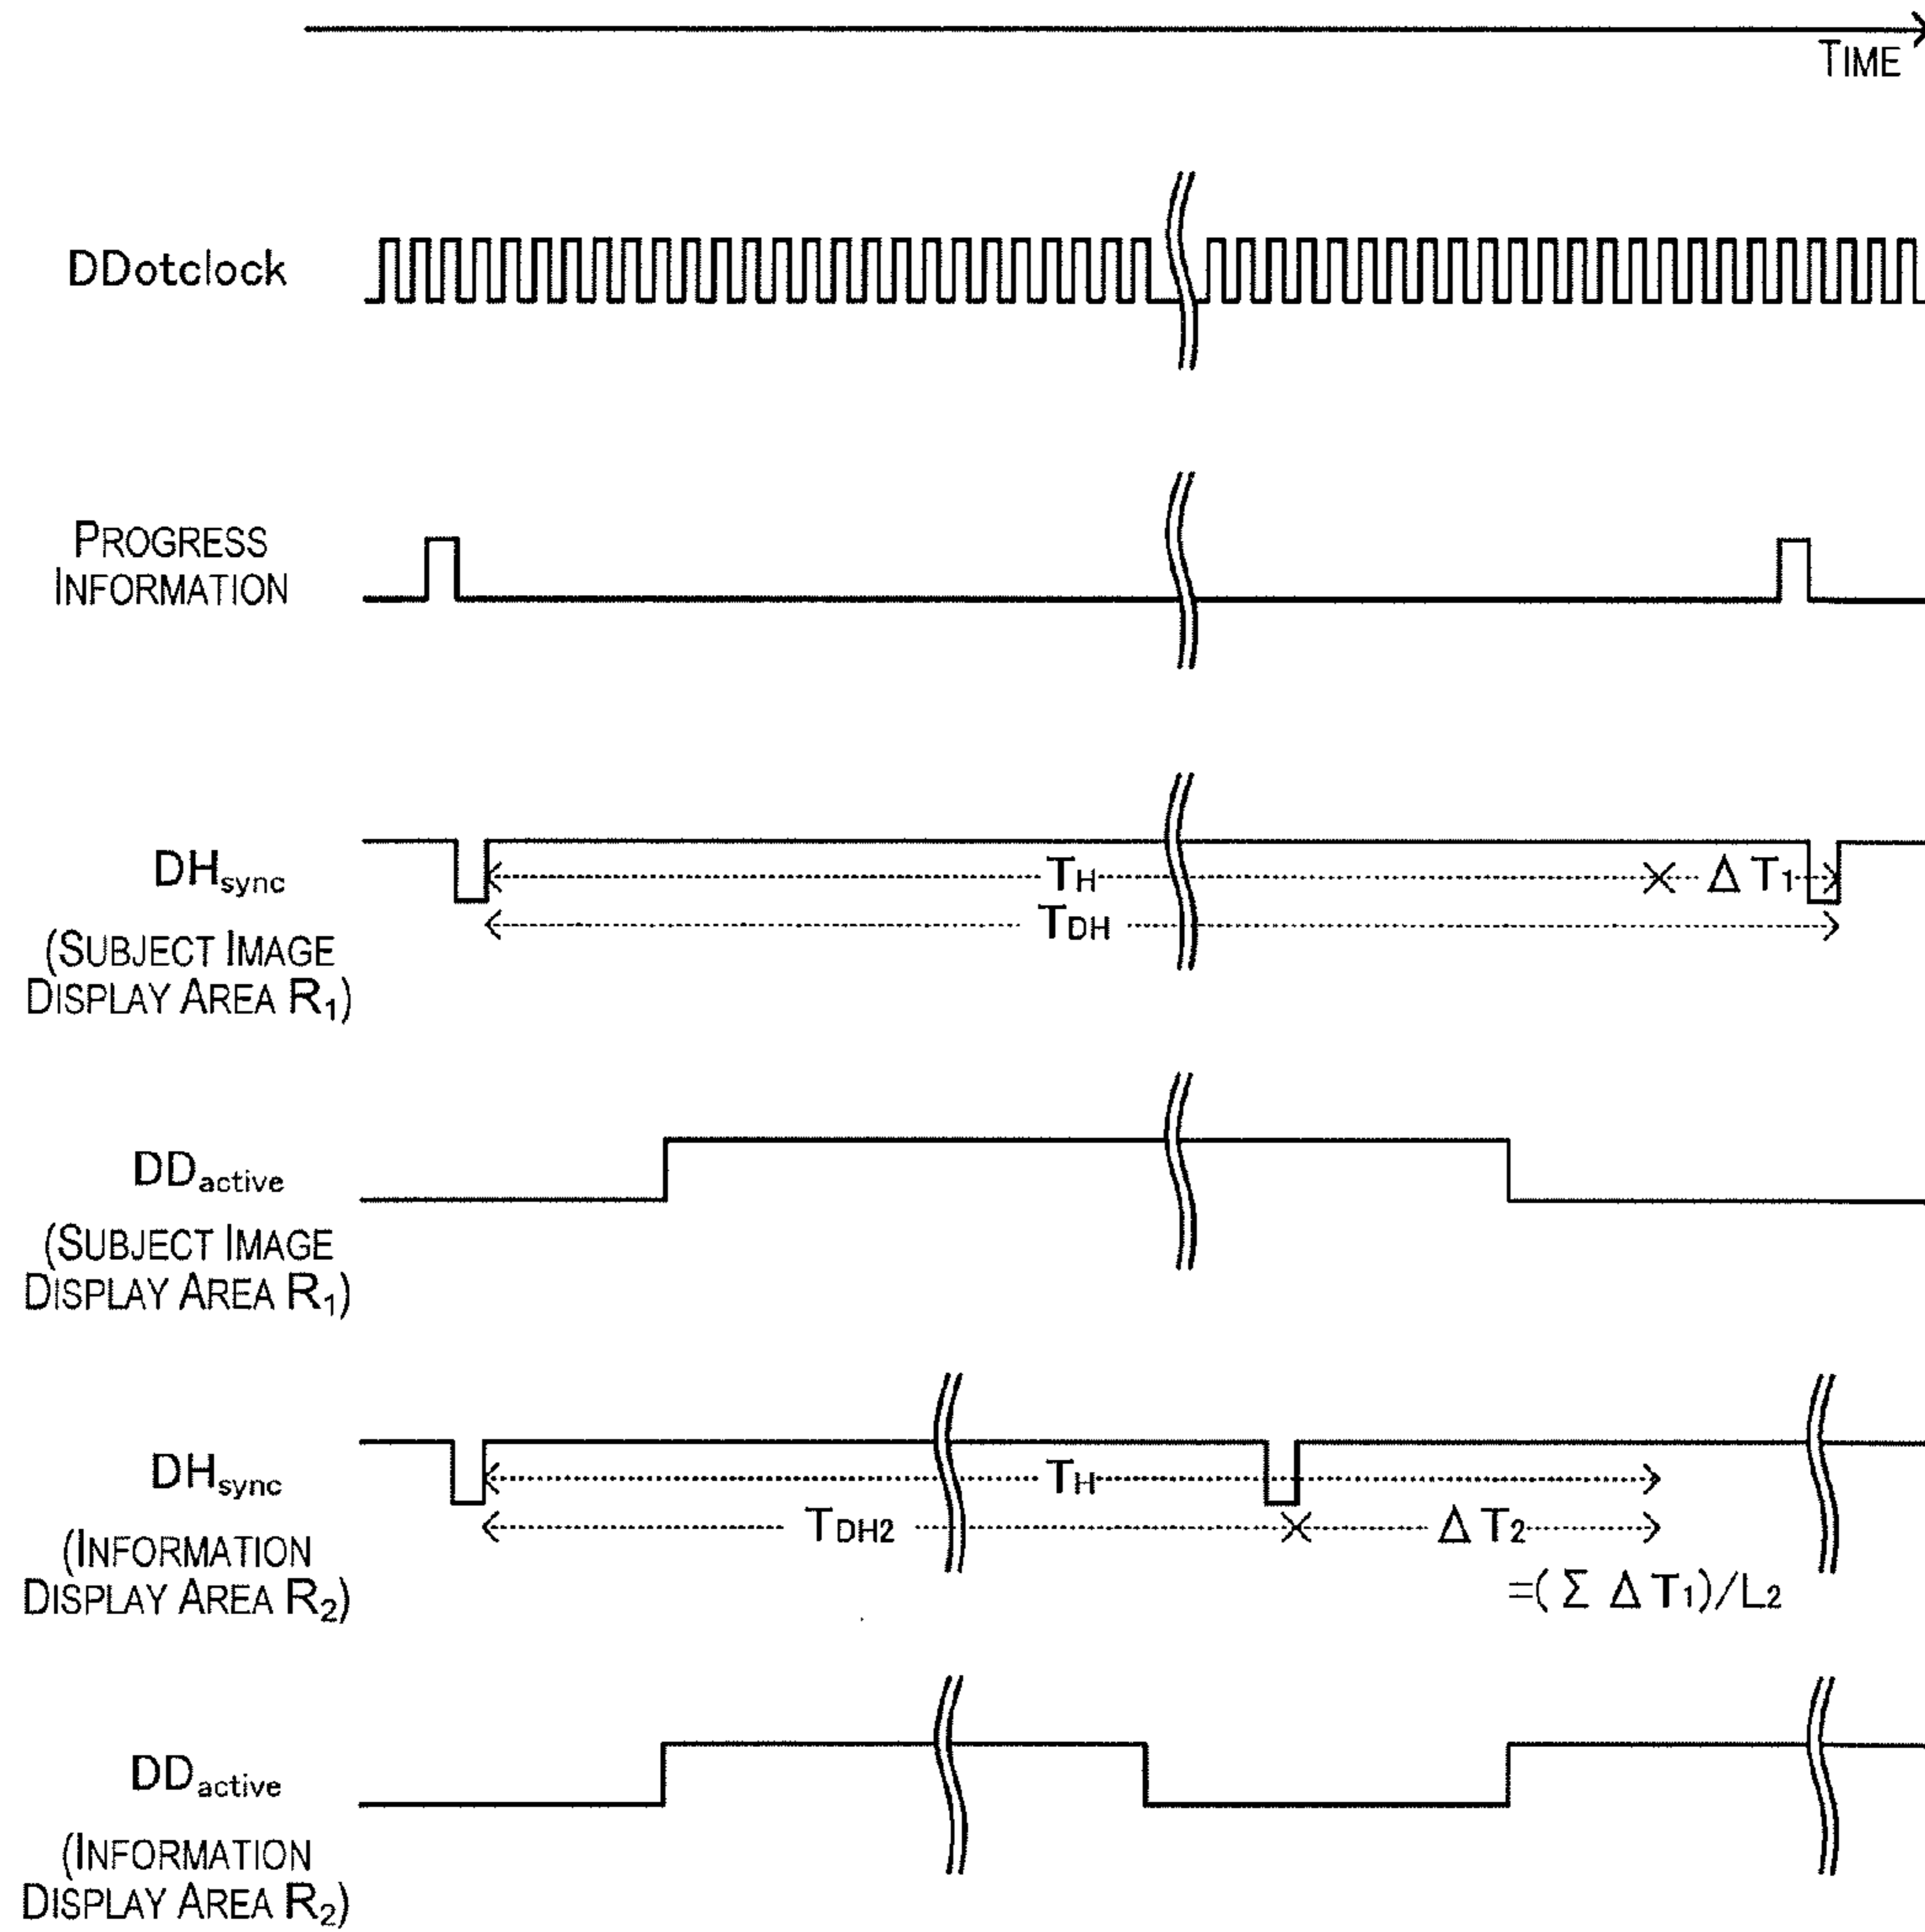 TIME
DDotclock
PROGRESS
INFORMATION
DHsync
(SUBJECT IMAGE
DISPLAY AREA R1)
TH
ΔT1
TDH
DDactive
(SUBJECT IMAGE
DISPLAY AREA R1)
DHsync
(INFORMATION
DISPLAY AREA R2)
TH
TDH2
ΔT2
=(ΣΔT1)/L2
DDactive
(INFORMATION
DISPLAY AREA R2)